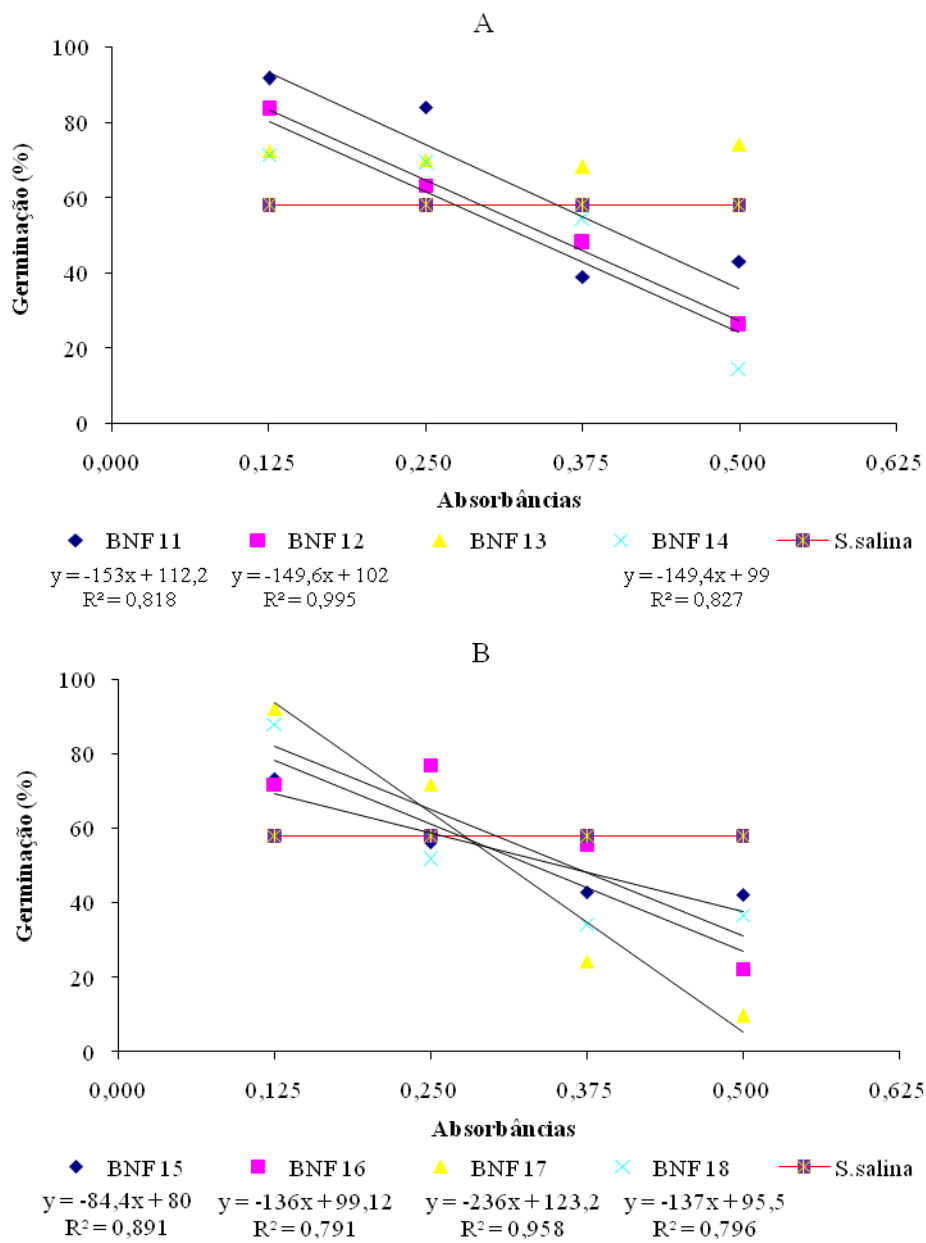 A
100
80
60
40
20
0
Germinação (%)
0,000 0,125 0,250 0,375 0,500 0,625
Absorbâncias
BNF 11 BNF 12 BNF 13 BNF 14 S.salina
y = -153x + 112,2 y = -149,6x + 102 y = -149,4x + 99
R² = 0,818 R² = 0,995 R² = 0,827
B
100
80
60
40
20
0
Germinação (%)
0,000 0,125 0,250 0,375 0,500 0,625
Absorbâncias
BNF 15 BNF 16 BNF 17 BNF 18 S.salina
y = -84,4x + 80 y = -136x + 99,12 y = -236x + 123,2 y = -137x + 95,5
R² = 0,891 R² = 0,791 R² = 0,958 R² = 0,796